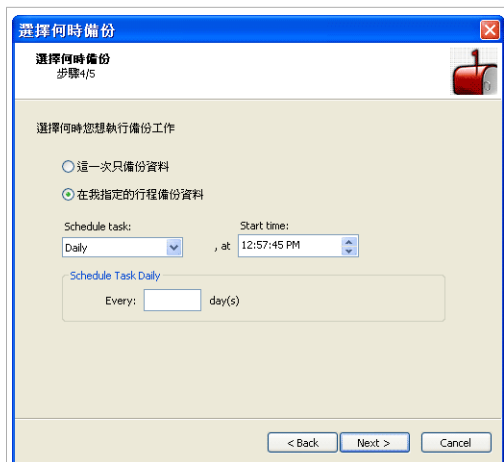 選擇何時備份
選擇何時備份
步驟4/5
選擇何時您想執行備份工作
這一次只備份資料
在我指定的行程備份資料
Schedule task:
Start time:
Daily
, at
12:57:45 PM
Schedule Task Daily
Every:
day(s)
< Back
Next >
Cancel